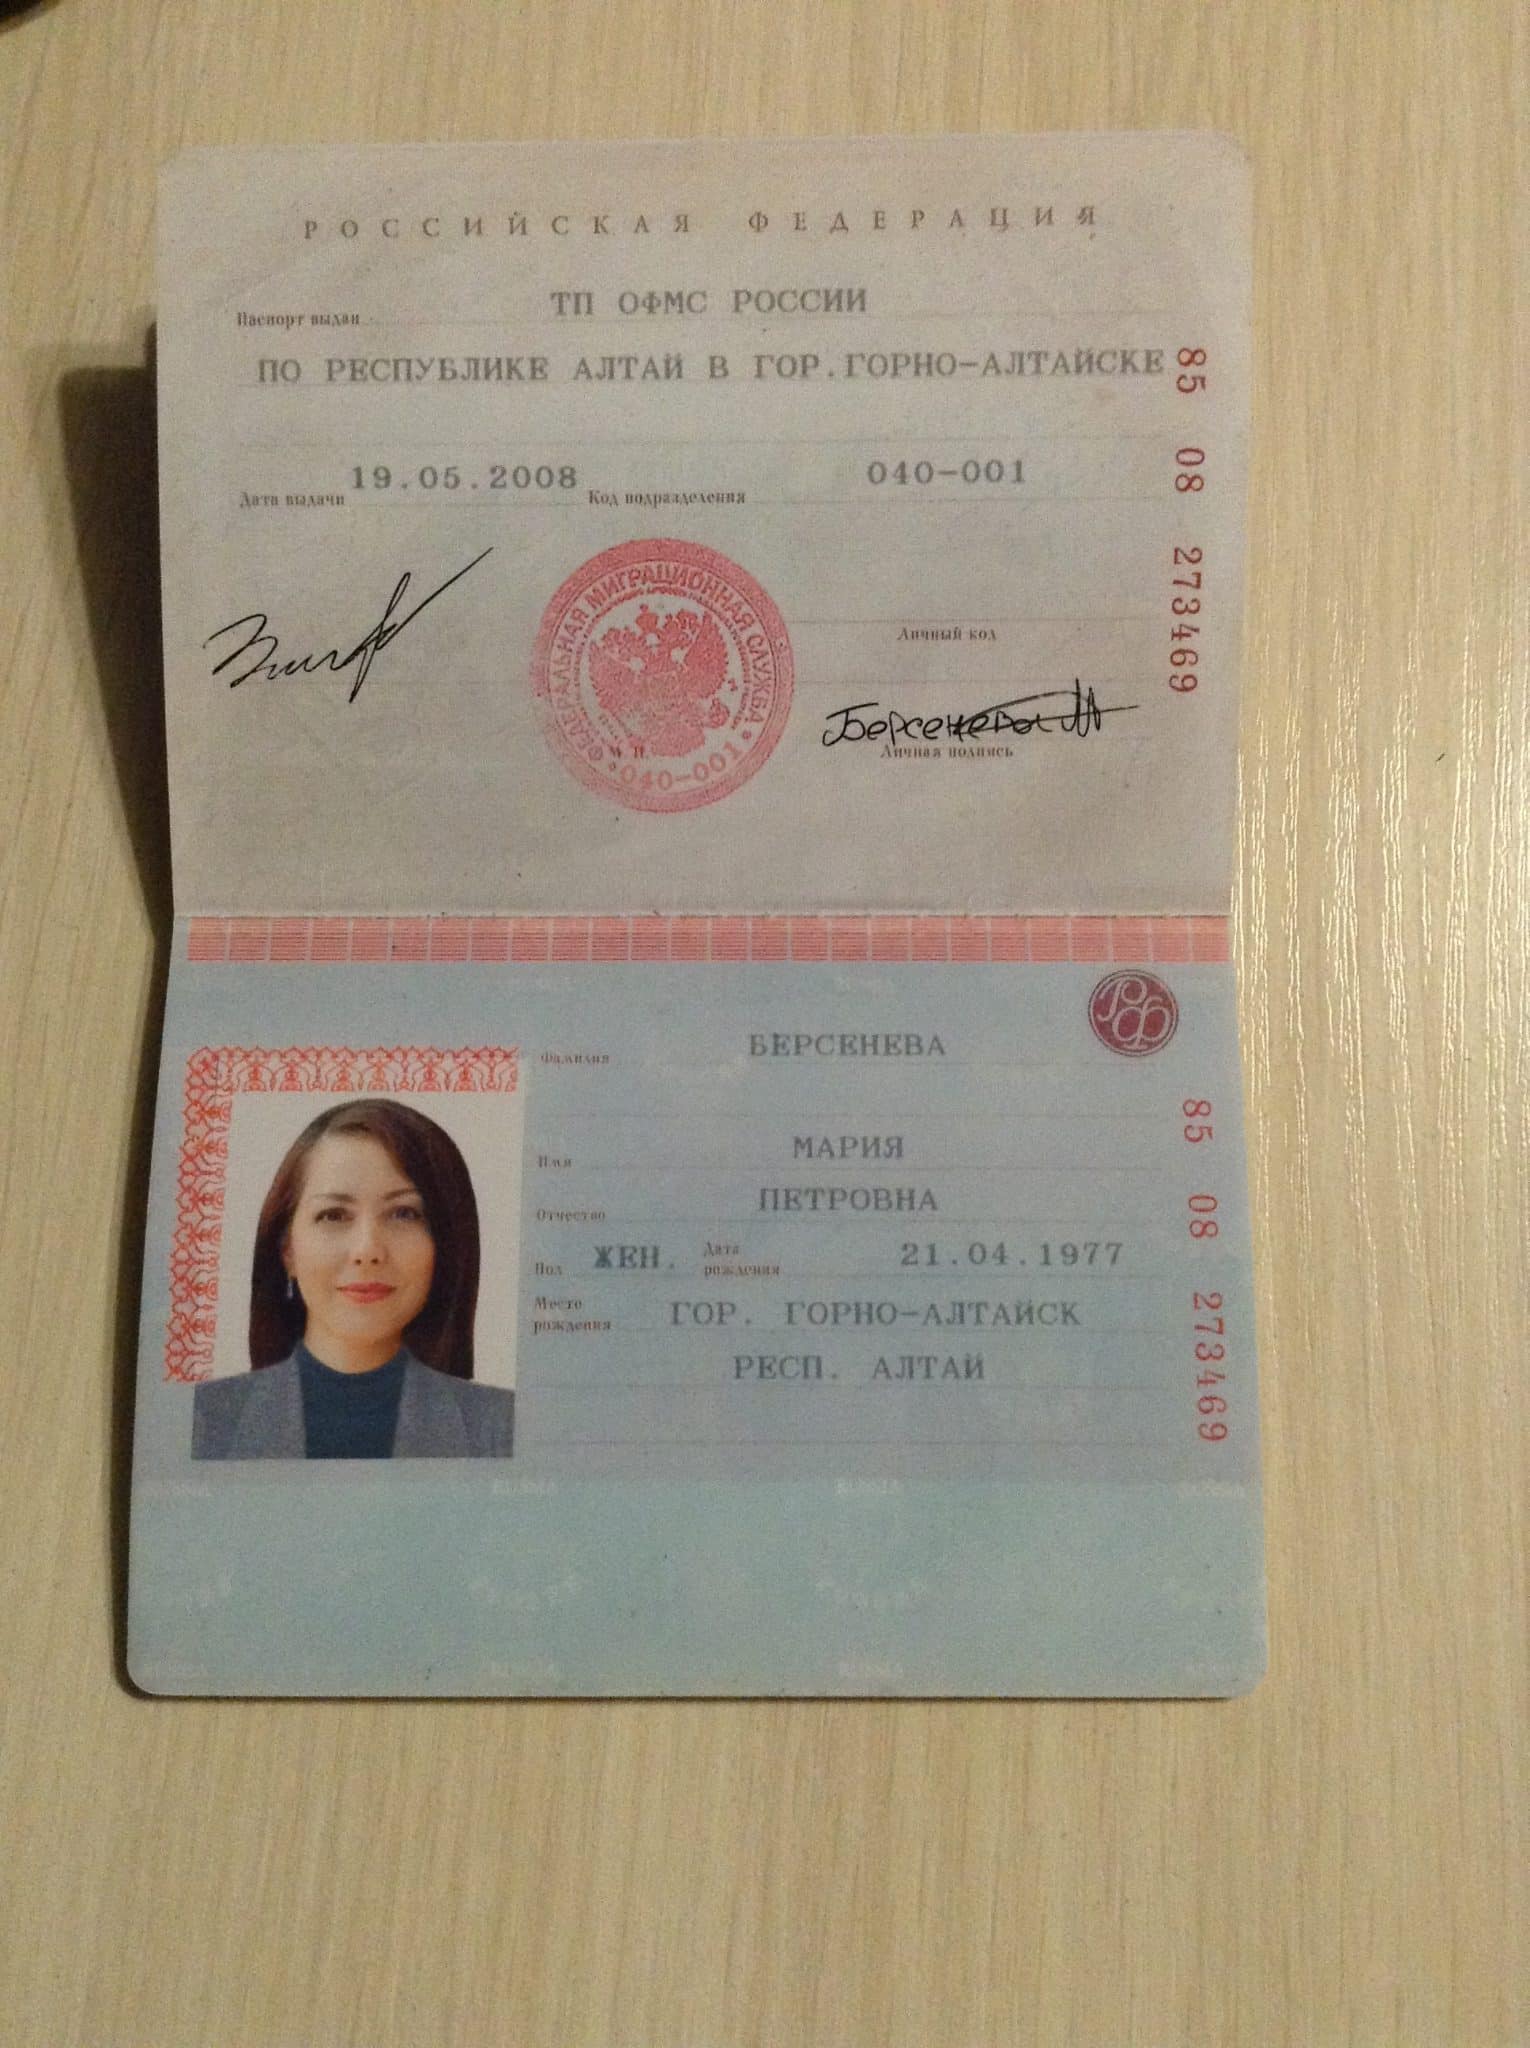 РОССИЙСКАЯ ФЕДЕРАЦИЯ
Паспорт выдан ТП ОФМС РОССИИ
ПО РЕСПУБЛИКЕ АЛТАЙ В ГОР.ГОРНО-АЛТАЙСКЕ
Дата выдачи 19.05.2008 Код подразделения 040-001
85 08 273469
ФЕДЕРАЛЬНАЯ МИГРАЦИОННАЯ СЛУЖБА
М П.
040-001
Личный код
Берсенева
Личная подпись
РФ
Фамилия БЕРСЕНЕВА
Имя МАРИЯ
Отчество ПЕТРОВНА
Пол ЖЕН. Дата рождения 21.04.1977
Место рождения ГОР. ГОРНО-АЛТАЙСК
РЕСП. АЛТАЙ
85 08 273469